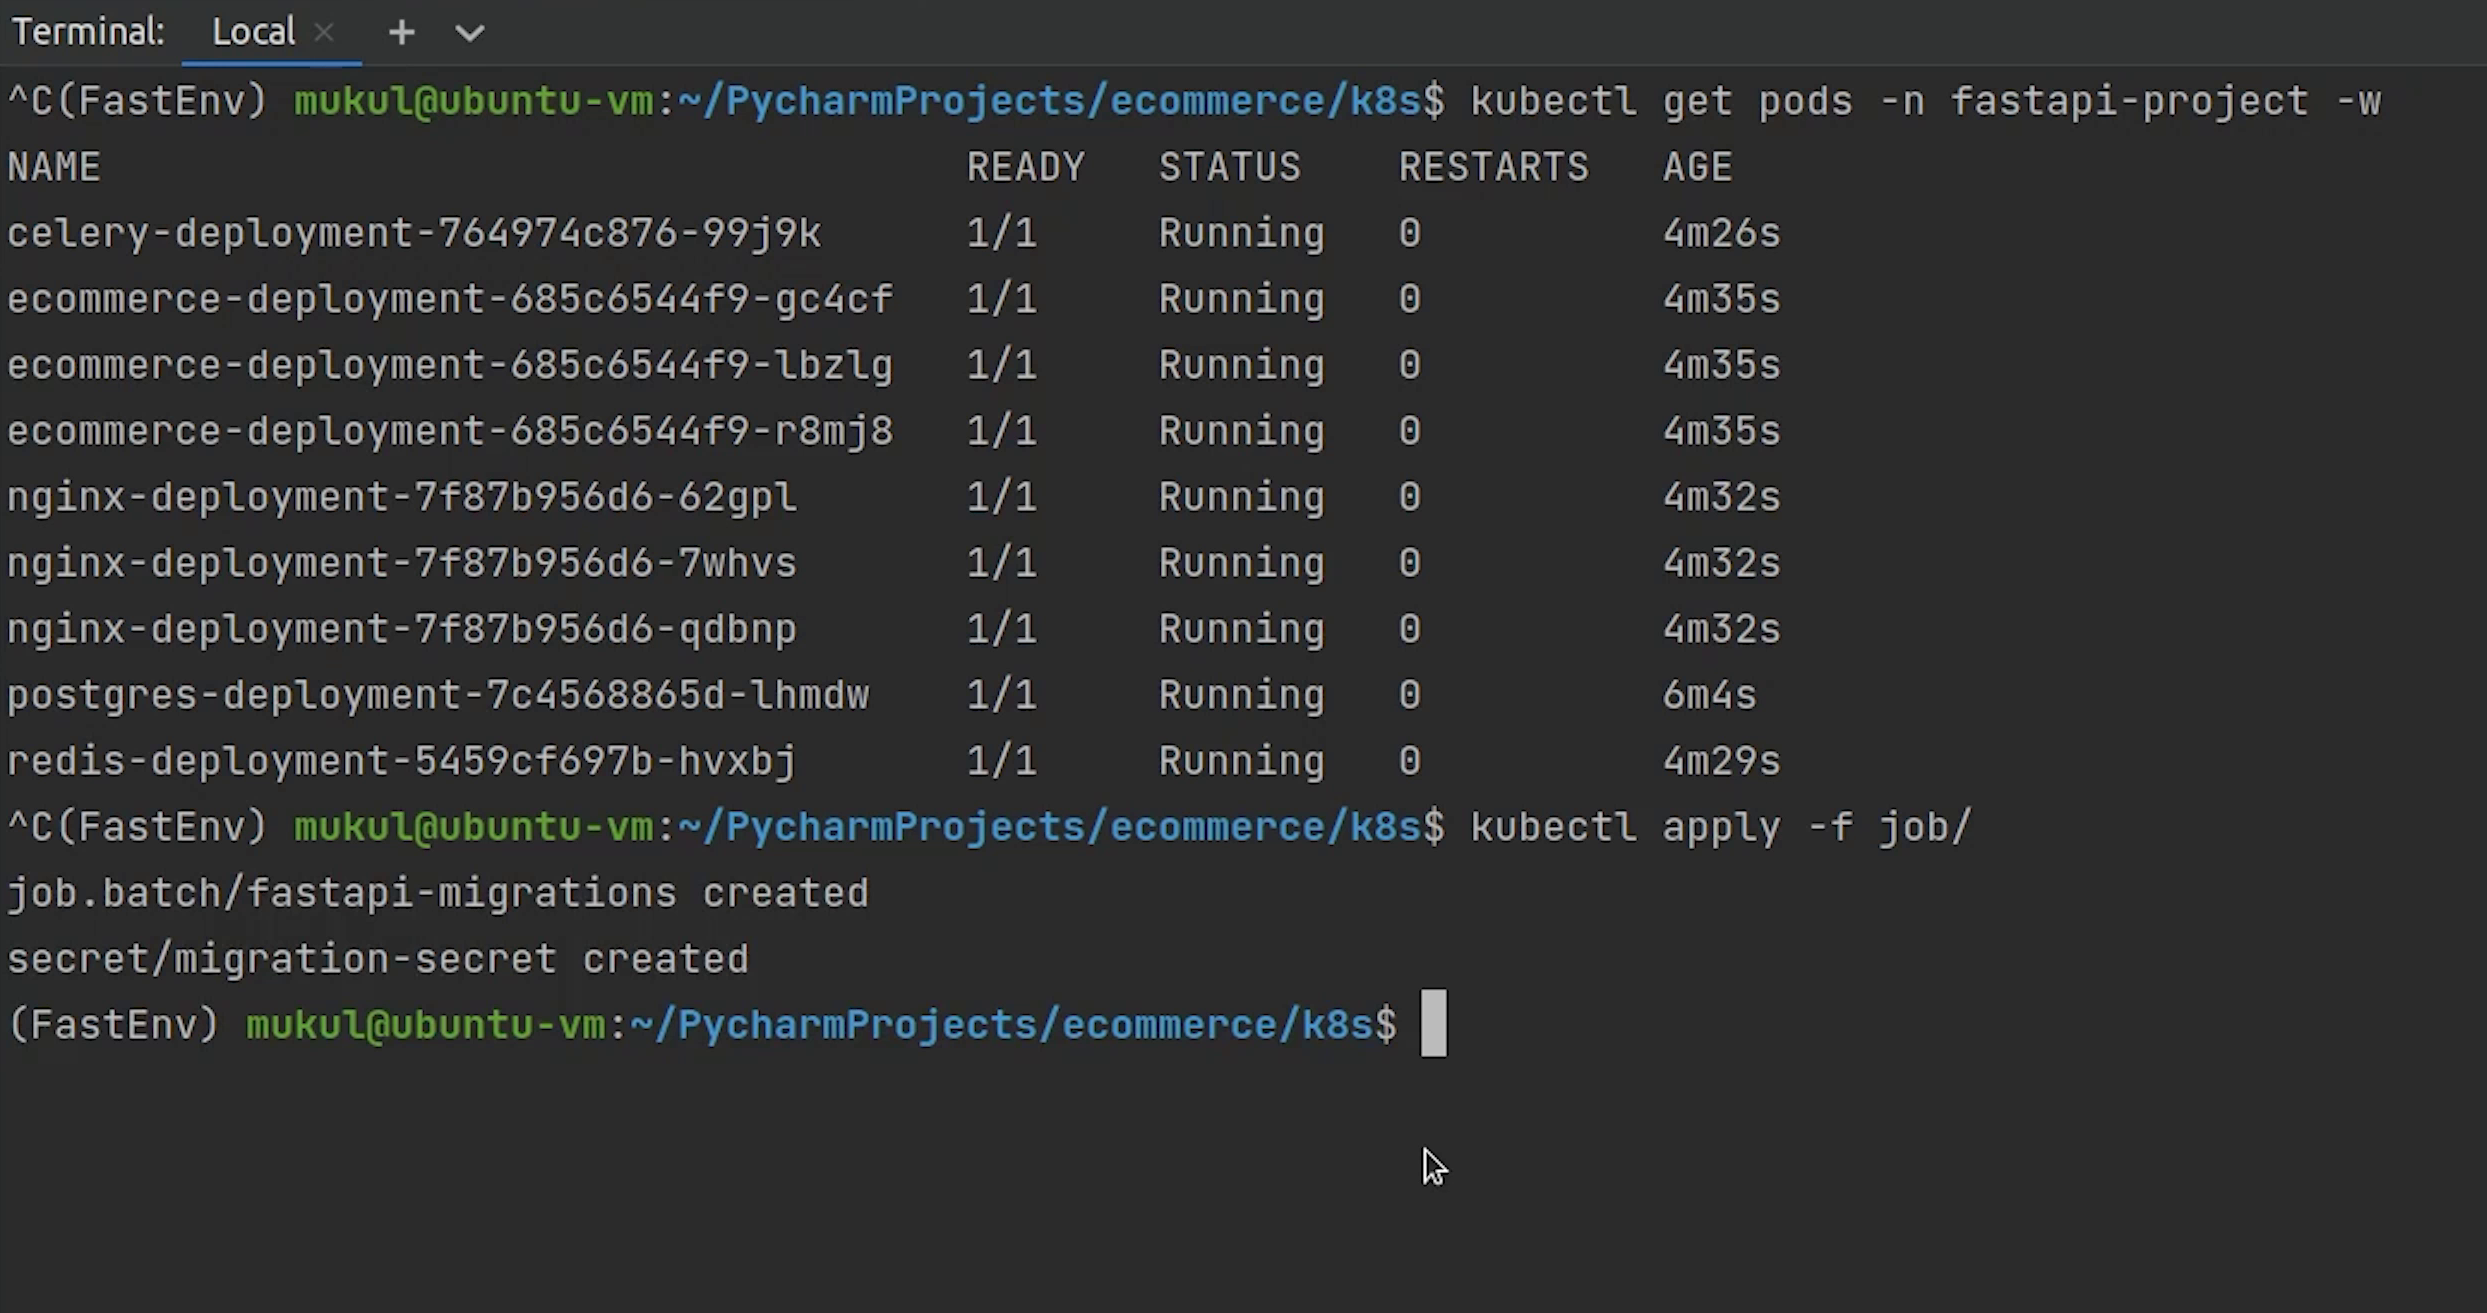 Terminal: Local × +
^C(FastEnv) mukul@ubuntu-vm:~/PycharmProjects/ecommerce/k8s$ kubectl get pods -n fastapi-project -w
NAME READY STATUS RESTARTS AGE
celery-deployment-764974c876-99j9k 1/1 Running 0 4m26s
ecommerce-deployment-685c6544f9-gc4cf 1/1 Running 0 4m35s
ecommerce-deployment-685c6544f9-lbzlg 1/1 Running 0 4m35s
ecommerce-deployment-685c6544f9-r8mj8 1/1 Running 0 4m35s
nginx-deployment-7f87b956d6-62gpl 1/1 Running 0 4m32s
nginx-deployment-7f87b956d6-7whvs 1/1 Running 0 4m32s
nginx-deployment-7f87b956d6-qdbnp 1/1 Running 0 4m32s
postgres-deployment-7c4568865d-lhmdw 1/1 Running 0 6m4s
redis-deployment-5459cf697b-hvxbj 1/1 Running 0 4m29s
^C(FastEnv) mukul@ubuntu-vm:~/PycharmProjects/ecommerce/k8s$ kubectl apply -f job/
job.batch/fastapi-migrations created
secret/migration-secret created
(FastEnv) mukul@ubuntu-vm:~/PycharmProjects/ecommerce/k8s$